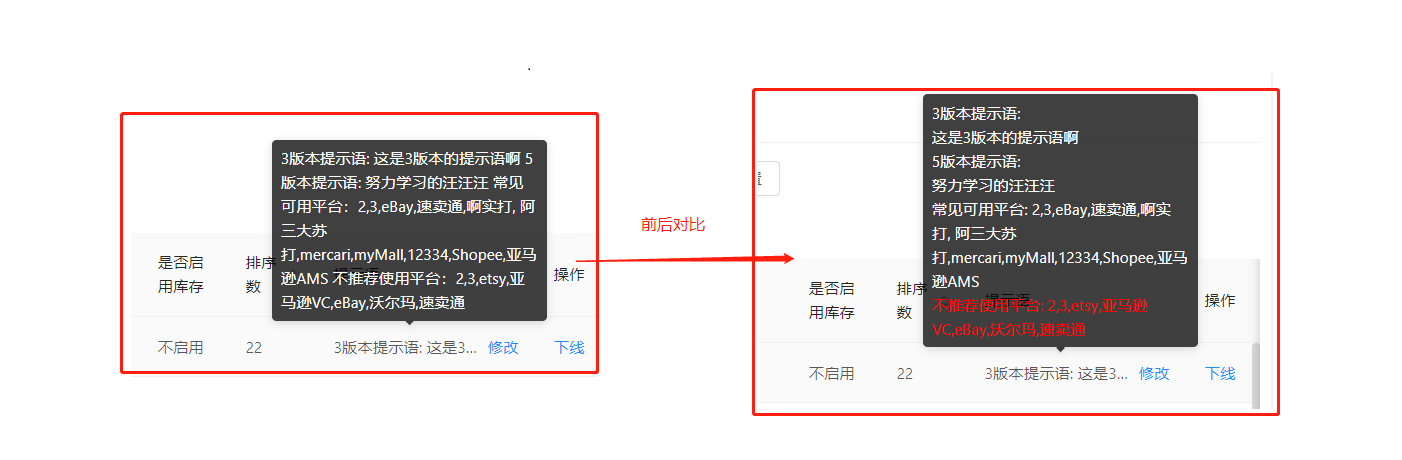 3版本提示语: 这是3版本的提示语啊 5
版本提示语: 努力学习的汪汪汪 常见
可用平台：2,3,eBay,速卖通,啊实打, 阿
三大苏
打,mercari,myMall,12334,Shopee,亚马
逊AMS 不推荐使用平台：2,3,etsy,亚
马逊VC,eBay,沃尔玛,速卖通
是否启
用库存
排序
数
操作
不启用
22
3版本提示语: 这是3...
修改
下线
前后对比
3版本提示语:
这是3版本的提示语啊
5版本提示语:
努力学习的汪汪汪
常见可用平台: 2,3,eBay,速卖通,啊实
打, 阿三大苏
打,mercari,myMall,12334,Shopee,亚马
逊AMS
不推荐使用平台: 2,3,etsy,亚马逊
VC,eBay,沃尔玛,速卖通
是否启
用库存
排序
数
提示语
操作
不启用
22
3版本提示语: 这是3...
修改
下线